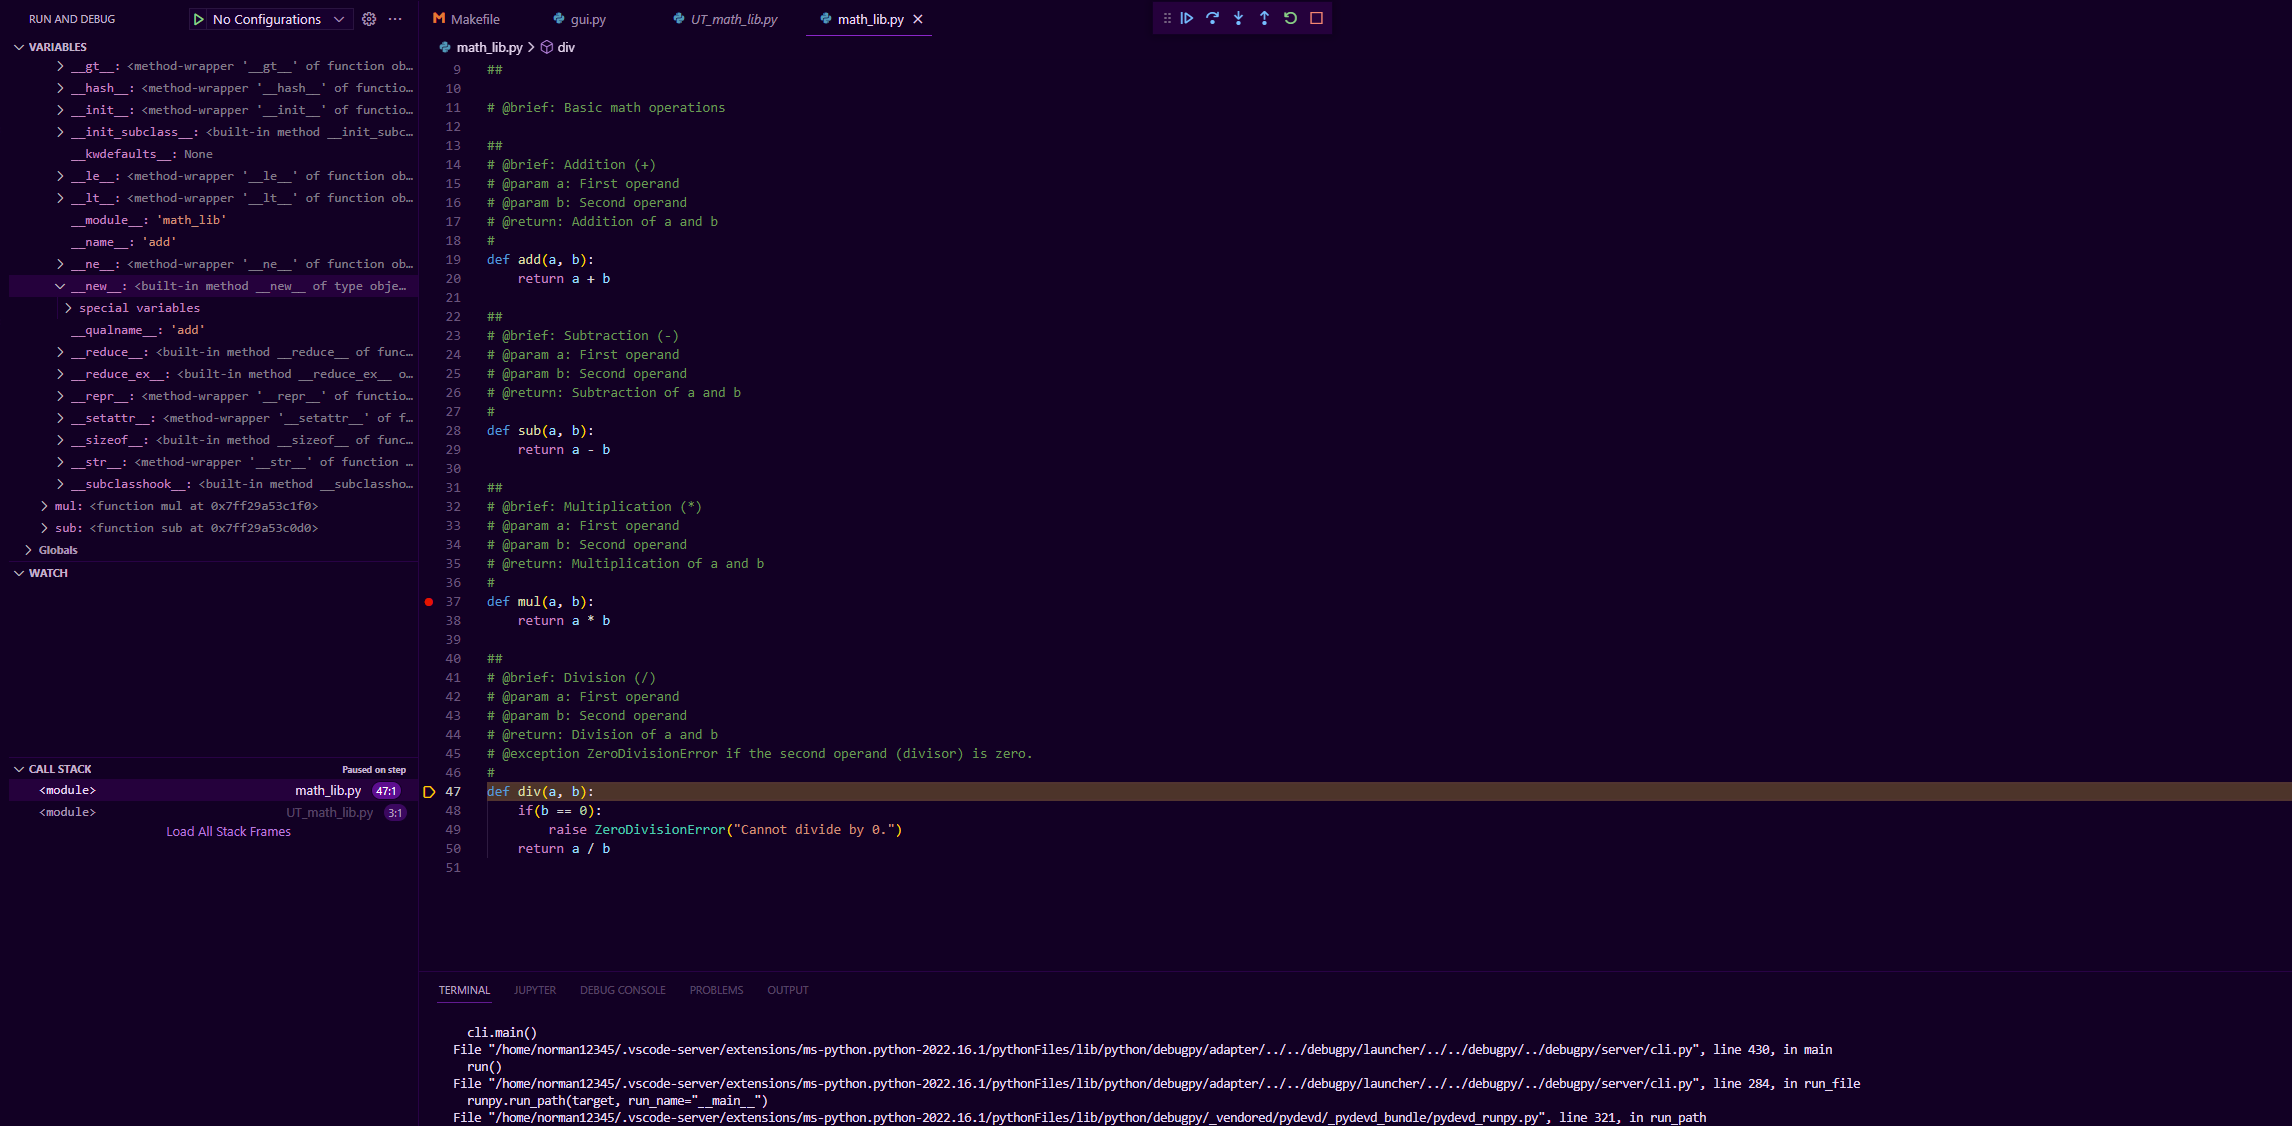 RUN AND DEBUG
No Configurations
VARIABLES
__gt__: <method-wrapper '__gt__' of function ob…
__hash__: <method-wrapper '__hash__' of functio…
__init__: <method-wrapper '__init__' of functio…
__init_subclass__: <built-in method __init_subc…
__kwdefaults__: None
__le__: <method-wrapper '__le__' of function ob…
__lt__: <method-wrapper '__lt__' of function ob…
__module__: 'math_lib'
__name__: 'add'
__ne__: <method-wrapper '__ne__' of function ob…
__new__: <built-in method __new__ of type obje…
special variables
__qualname__: 'add'
__reduce__: <built-in method __reduce__ of func…
__reduce_ex__: <built-in method __reduce_ex__ o…
__repr__: <method-wrapper '__repr__' of functio…
__setattr__: <method-wrapper '__setattr__' of f…
__sizeof__: <built-in method __sizeof__ of func…
__str__: <method-wrapper '__str__' of function …
__subclasshook__: <built-in method __subclassho…
mul: <function mul at 0x7ff29a53c1f0>
sub: <function sub at 0x7ff29a53c0d0>
Globals
WATCH
CALL STACK Paused on step
<module> math_lib.py 47:1
<module> UT_math_lib.py 3:1
Load All Stack Frames
Makefile gui.py UT_math_lib.py math_lib.py
math_lib.py > div
9 ##
10
11 # @brief: Basic math operations
12
13 ##
14 # @brief: Addition (+)
15 # @param a: First operand
16 # @param b: Second operand
17 # @return: Addition of a and b
18 #
19 def add(a, b):
20 return a + b
21
22 ##
23 # @brief: Subtraction (-)
24 # @param a: First operand
25 # @param b: Second operand
26 # @return: Subtraction of a and b
27 #
28 def sub(a, b):
29 return a - b
30
31 ##
32 # @brief: Multiplication (*)
33 # @param a: First operand
34 # @param b: Second operand
35 # @return: Multiplication of a and b
36 #
37 def mul(a, b):
38 return a * b
39
40 ##
41 # @brief: Division (/)
42 # @param a: First operand
43 # @param b: Second operand
44 # @return: Division of a and b
45 # @exception ZeroDivisionError if the second operand (divisor) is zero.
46 #
47 def div(a, b):
48 if(b == 0):
49 raise ZeroDivisionError("Cannot divide by 0.")
50 return a / b
51
TERMINAL JUPYTER DEBUG CONSOLE PROBLEMS OUTPUT
cli.main()
File "/home/norman12345/.vscode-server/extensions/ms-python.python-2022.16.1/pythonFiles/lib/python/debugpy/adapter/../../debugpy/launcher/../../debugpy/../debugpy/server/cli.py", line 430, in main
run()
File "/home/norman12345/.vscode-server/extensions/ms-python.python-2022.16.1/pythonFiles/lib/python/debugpy/adapter/../../debugpy/launcher/../../debugpy/../debugpy/server/cli.py", line 284, in run_file
runpy.run_path(target, run_name="__main__")
File "/home/norman12345/.vscode-server/extensions/ms-python.python-2022.16.1/pythonFiles/lib/python/debugpy/_vendored/pydevd/_pydevd_bundle/pydevd_runpy.py", line 321, in run_path